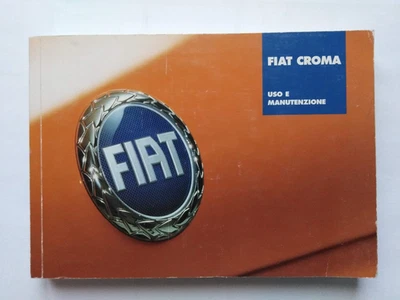 FIAT CROMA
USO E
MANUTENZIONE
FIAT